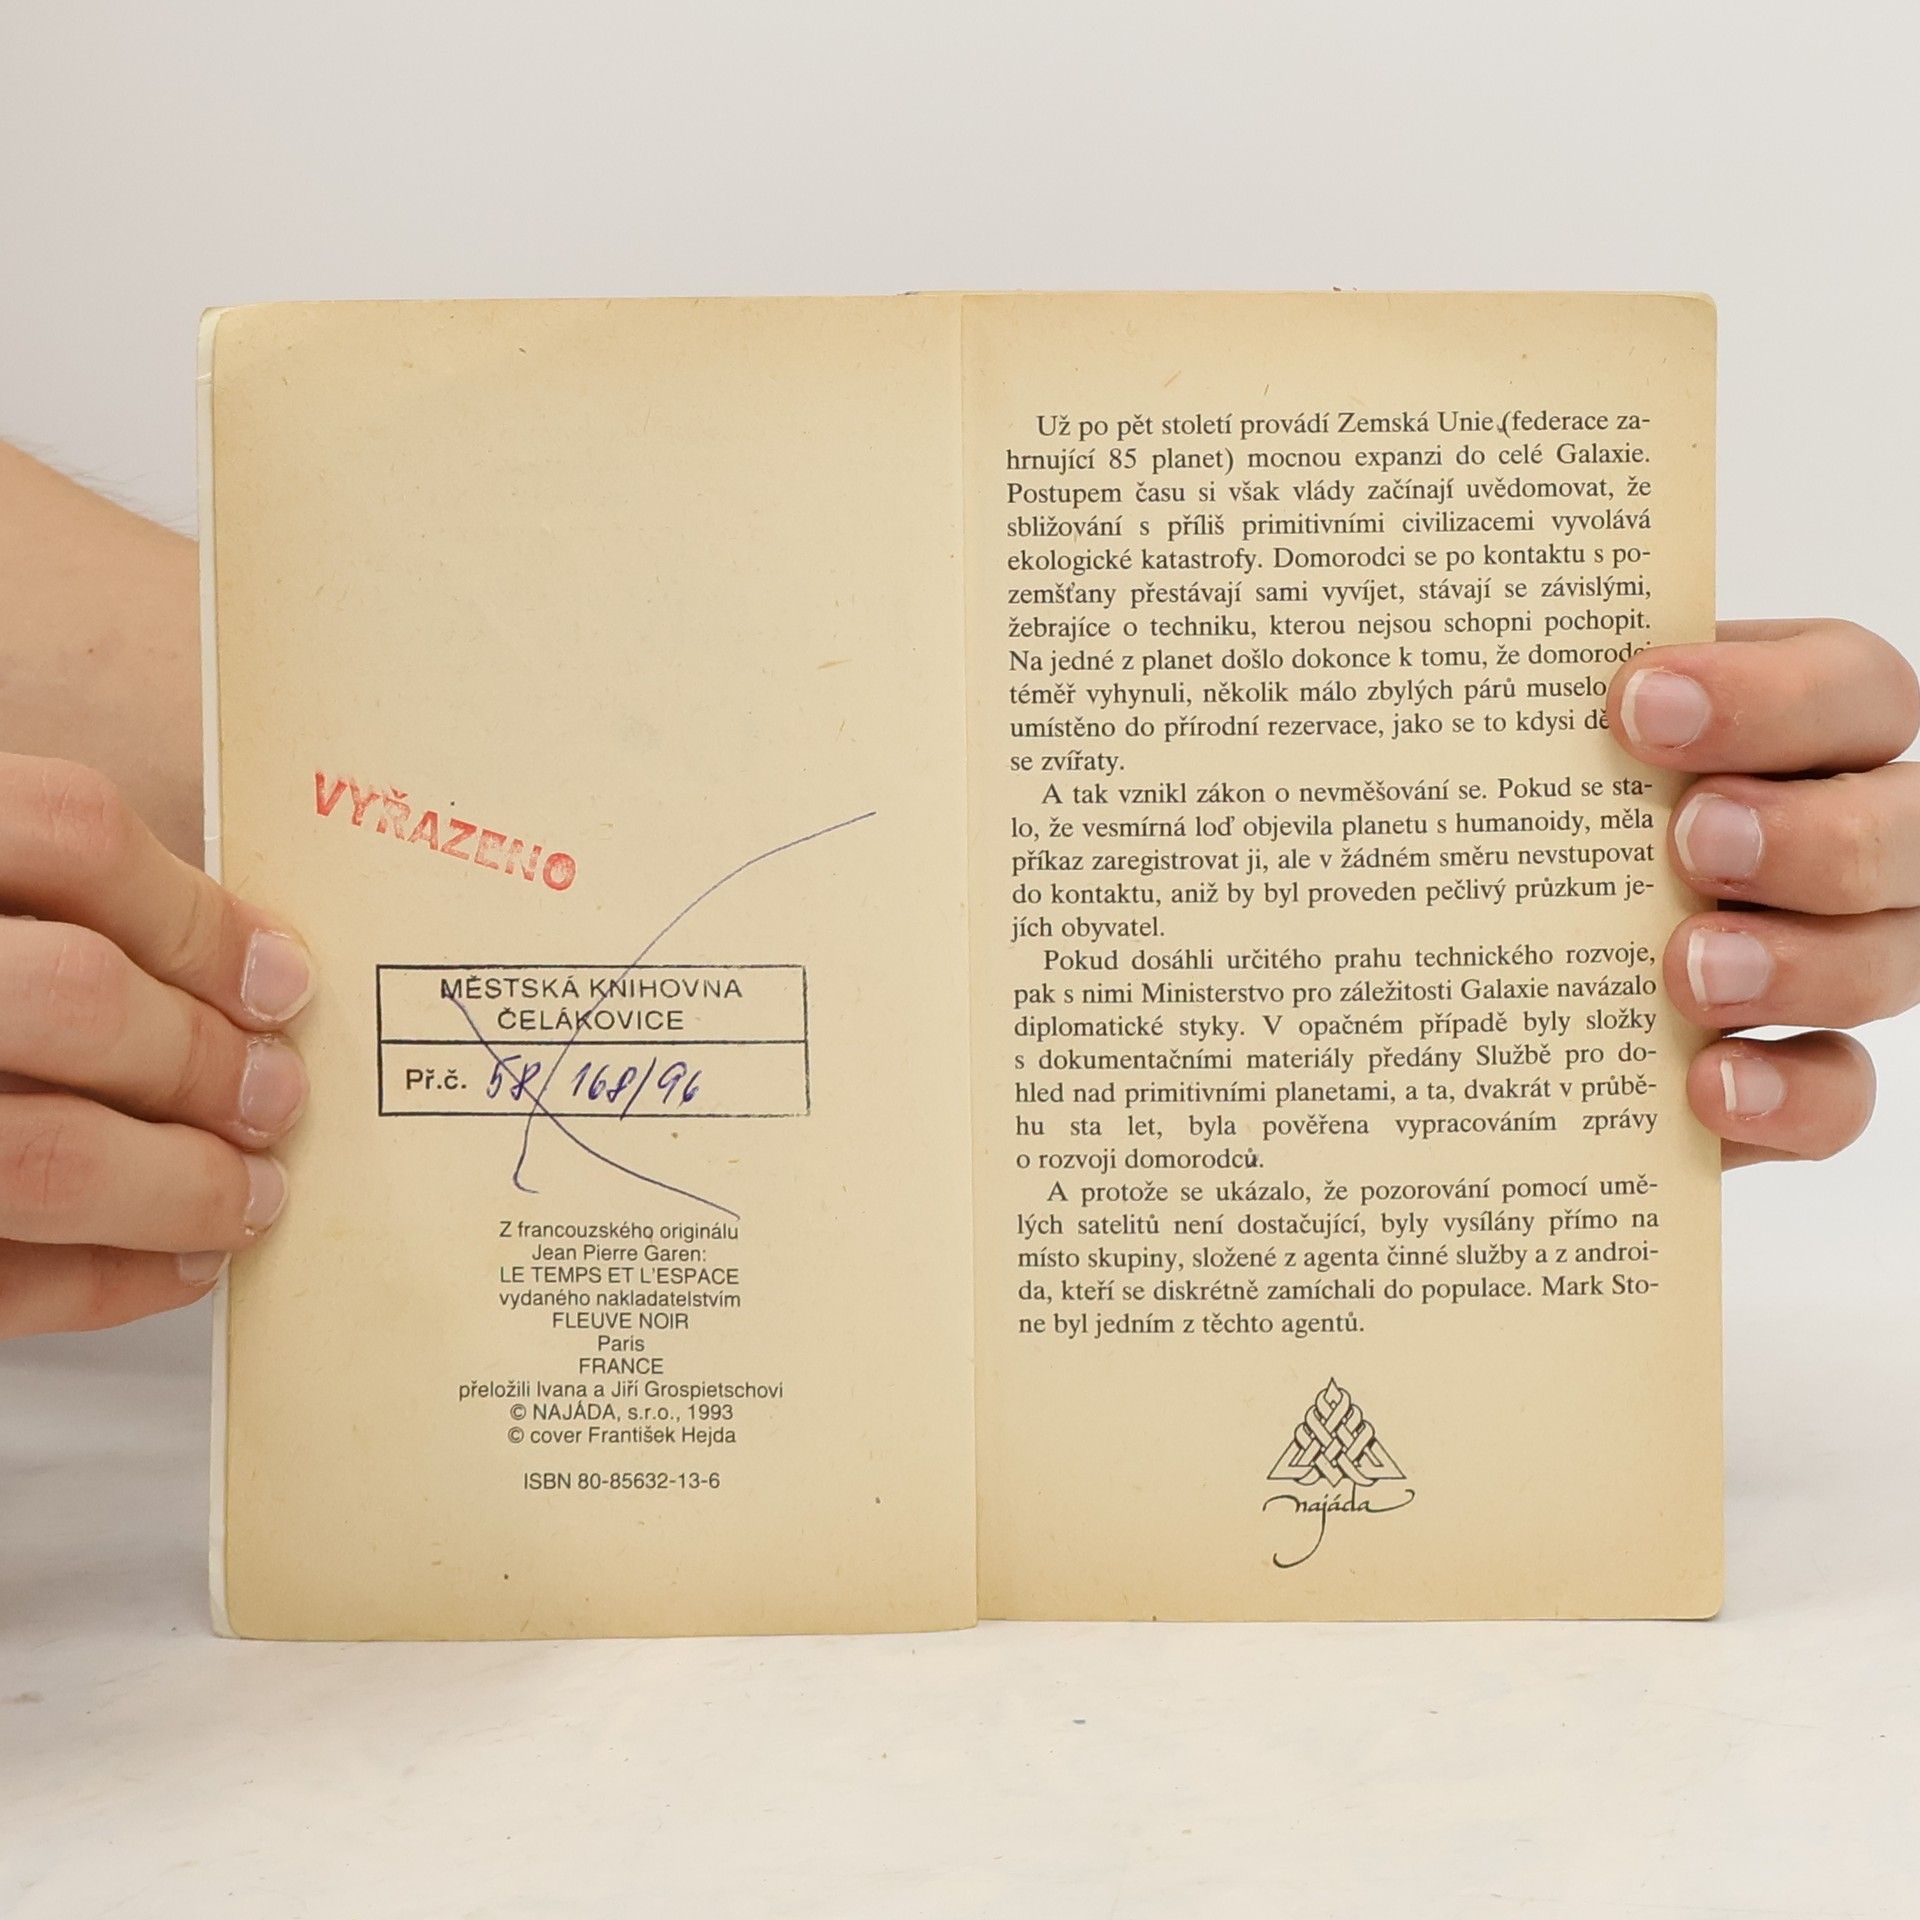 VYŘAZENO
MĚSTSKÁ KNIHOVNA
ČELÁKOVICE
Př.č. 58/168/96
Z francouzského originálu
Jean Pierre Garen:
LE TEMPS ET L'ESPACE
vydaného nakladatelstvím
FLEUVE NOIR
Paris
FRANCE
přeložili Ivana a Jiří Grospietschovi
© NAJÁDA, s.r.o., 1993
© cover František Hejda
ISBN 80-85632-13-6
Už po pět století provádí Zemská Unie (federace za-
hrnující 85 planet) mocnou expanzi do celé Galaxie.
Postupem času si však vlády začínají uvědomovat, že
sbližování s příliš primitivními civilizacemi vyvolává
ekologické katastrofy. Domorodci se po kontaktu s po-
zemšťany přestávají sami vyvíjet, stávají se závislými,
žebrajíce o techniku, kterou nejsou schopni pochopit.
Na jedné z planet došlo dokonce k tomu, že domorodci
téměř vyhynuli, několik málo zbylých párů muselo
umístěno do přírodní rezervace, jako se to kdysi
se zvířaty.
A tak vznikl zákon o nevměšování se. Pokud se sta-
lo, že vesmírná loď objevila planetu s humanoidy, měla
příkaz zaregistrovat ji, ale v žádném směru nevstupovat
do kontaktu, aniž by byl proveden pečlivý průzkum je-
jích obyvatel.
Pokud dosáhli určitého prahu technického rozvoje,
pak s nimi Ministerstvo pro záležitosti Galaxie navázalo
diplomatické styky. V opačném případě byly složky
s dokumentačními materiály předány Službě pro do-
hled nad primitivními planetami, a ta, dvakrát v průbě-
hu sta let, byla pověřena vypracováním zprávy
o rozvoji domorodců.
A protože se ukázalo, že pozorování pomocí umě-
lých satelitů není dostačující, byly vysílány přímo na
místo skupiny, složené z agenta činné služby a z androi-
da, kteří se diskrétně zamíchali do populace. Mark Sto-
ne byl jedním z těchto agentů.
najáda